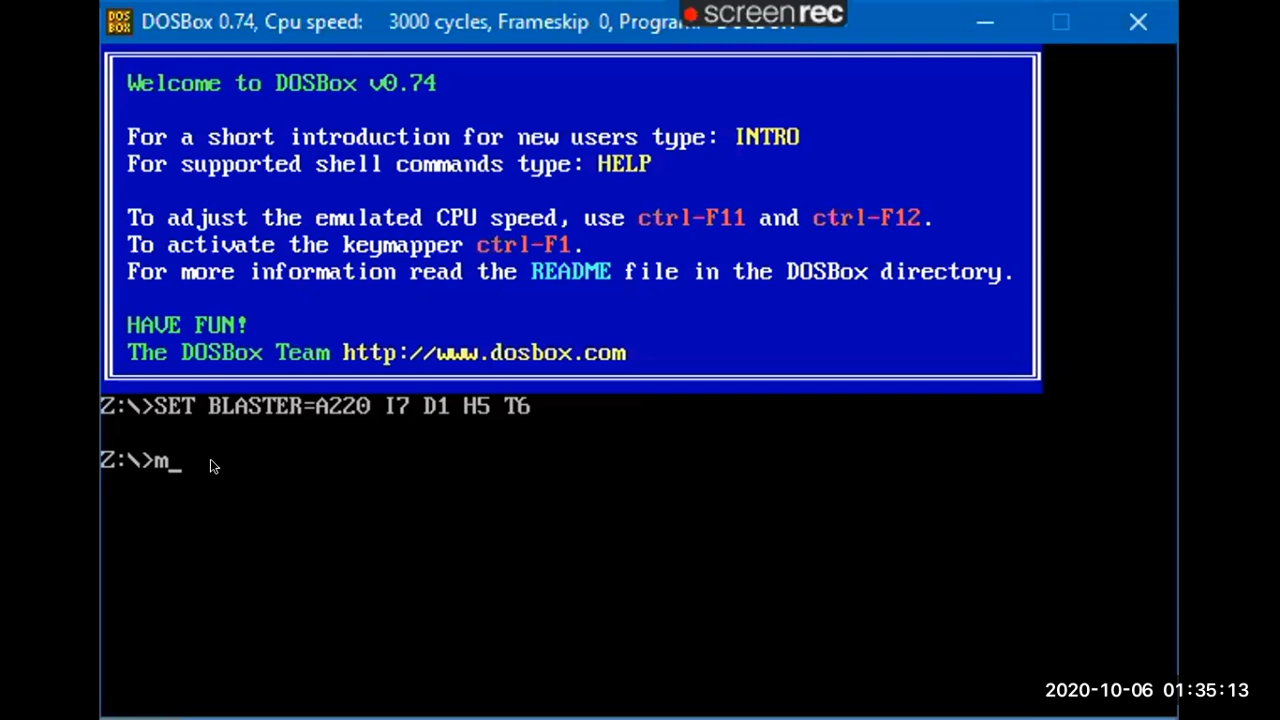 DOSBox 0.74, Cpu speed: 3000 cycles, Frameskip 0, Program:
screenrec
Welcome to DOSBox v0.74
For a short introduction for new users type: INTRO
For supported shell commands type: HELP
To adjust the emulated CPU speed, use ctrl-F11 and ctrl-F12.
To activate the keymapper ctrl-F1.
For more information read the README file in the DOSBox directory.
HAVE FUN!
The DOSBox Team http://www.dosbox.com
Z:\>SET BLASTER=A220 I7 D1 H5 T6
Z:\>m_
2020-10-06 01:35:13